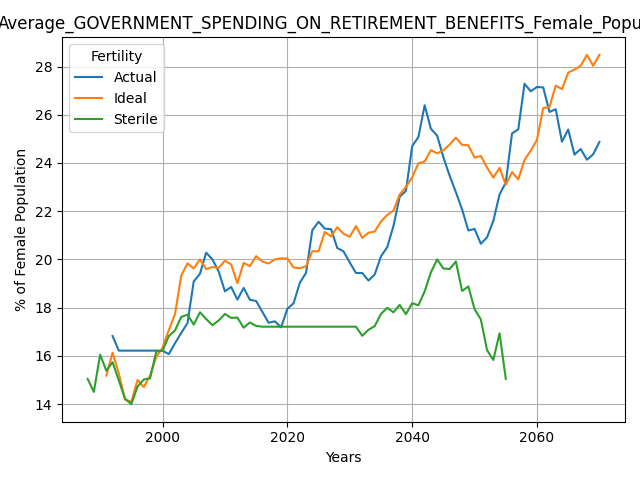 Average_GOVERNMENT_SPENDING_ON_RETIREMENT_BENEFITS_Female_Popu
Fertility
Actual
Ideal
Sterile
% of Female Population
28
26
24
22
20
18
16
14
2000 2020 2040 2060
Years